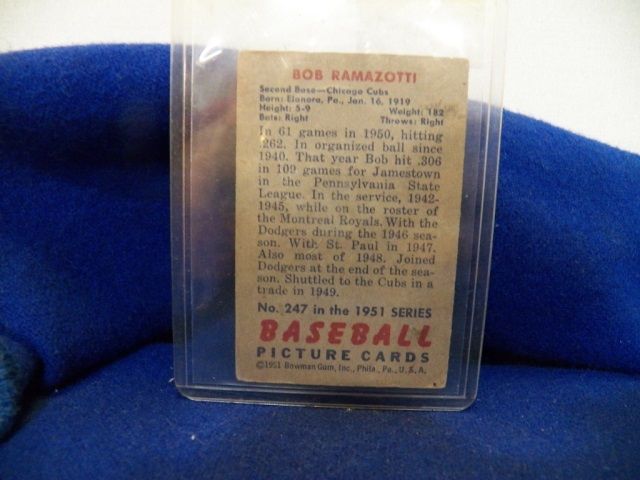 BOB RAMAZOTTI
Second Base—Chicago Cubs
Born: Elanora, Pa., Jan. 16, 1919
Height: 5-9 Weight: 182
Bats: Right Throws: Right
In 61 games in 1950, hitting
.262. In organized ball since
1940. That year Bob hit .306
in 109 games for Jamestown
in the Pennsylvania State
League. In the service, 1942-
1945, while on the roster of
the Montreal Royals. With the
Dodgers during the 1946 sea-
son. With St. Paul in 1947.
Also most of 1948. Joined
Dodgers at the end of the sea-
son. Shuttled to the Cubs in a
trade in 1949.
No. 247 in the 1951 SERIES
BASEBALL
PICTURE CARDS
©1951 Bowman Gum, Inc., Phila., Pa., U. S. A.